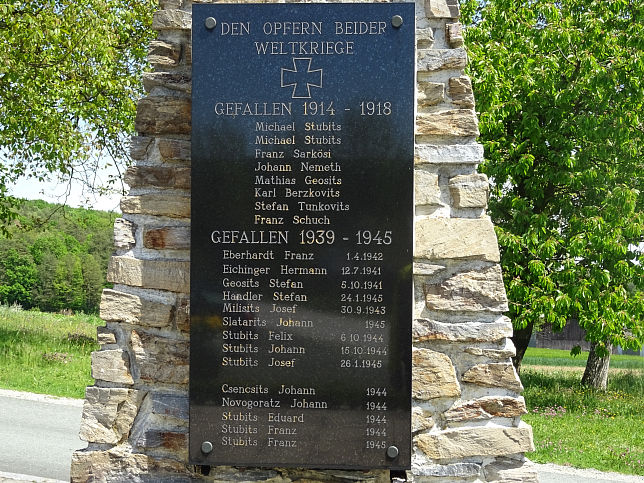 DEN OPFERN BEIDER
WELTKRIEGE
GEFALLEN 1914 - 1918
Michael Stubits
Michael Stubits
Franz Sarkösi
Johann Nemeth
Mathias Geosits
Karl Berzkovits
Stefan Tunkovits
Franz Schuch
GEFALLEN 1939 - 1945
Eberhardt Franz 1.4.1942
Eichinger Hermann 12.7.1941
Geosits Stefan 5.10.1941
Handler Stefan 24.1.1945
Milisits Josef 30.9.1943
Slatarits Johann 1945
Stubits Felix 6.10.1944
Stubits Johann 15.10.1944
Stubits Josef 26.1.1945
Csencsits Johann 1944
Novogoratz Johann 1944
Stubits Eduard 1944
Stubits Franz 1944
Stubits Franz 1945